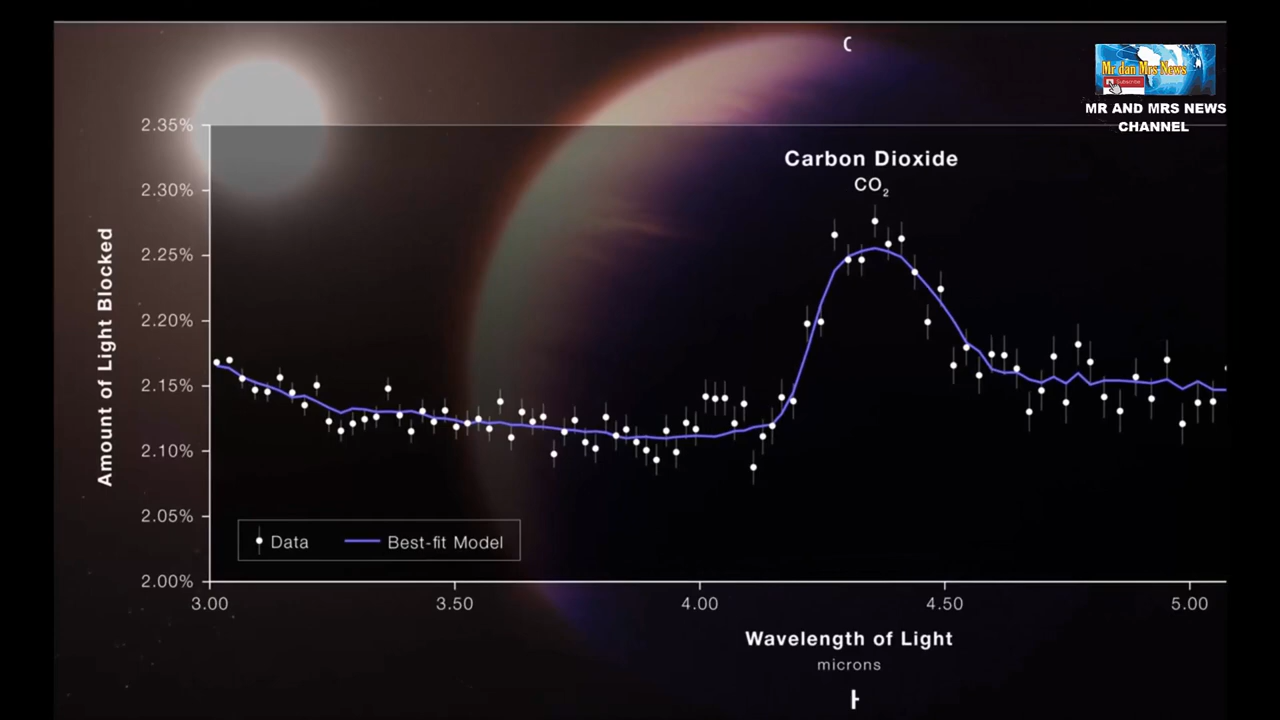 Mr dan Mrs News
Subscribe
MR AND MRS NEWS
CHANNEL
2.35%
2.30%
2.25%
2.20%
2.15%
2.10%
2.05%
2.00%
Amount of Light Blocked
Carbon Dioxide
CO₂
Data
Best-fit Model
3.00
3.50
4.00
4.50
5.00
Wavelength of Light
microns